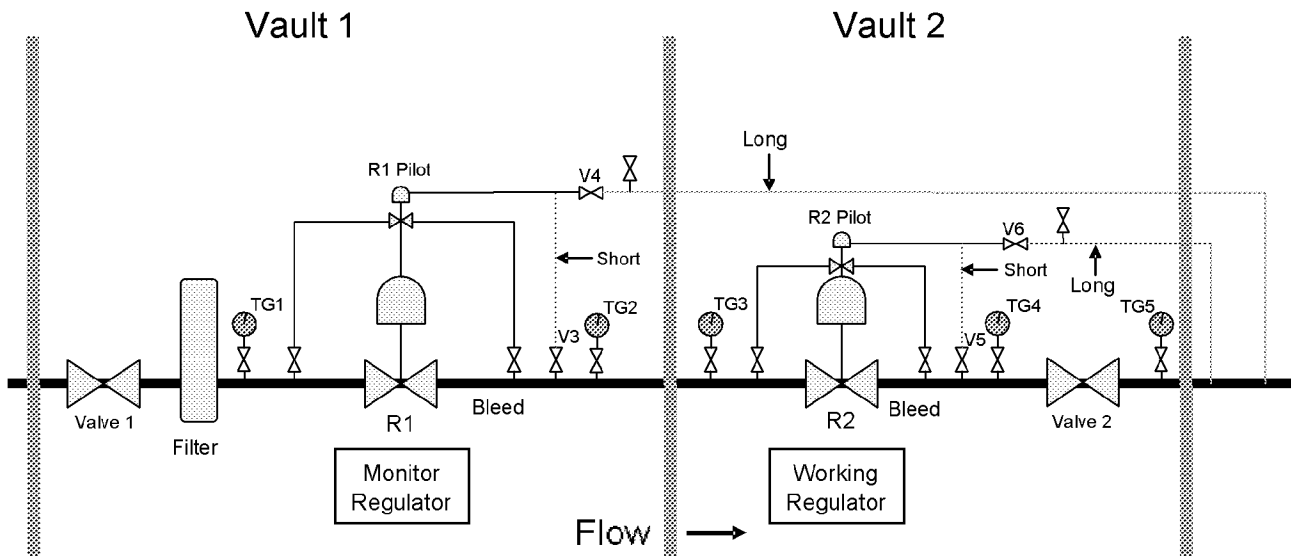 Vault 1
Vault 2
Long
R1 Pilot
V4
R2 Pilot
V6
Short
Short
Long
TG1
TG2
TG3
TG4
TG5
V3
V5
Valve 1
Filter
R1
Bleed
R2
Bleed
Valve 2
Monitor
Regulator
Working
Regulator
Flow